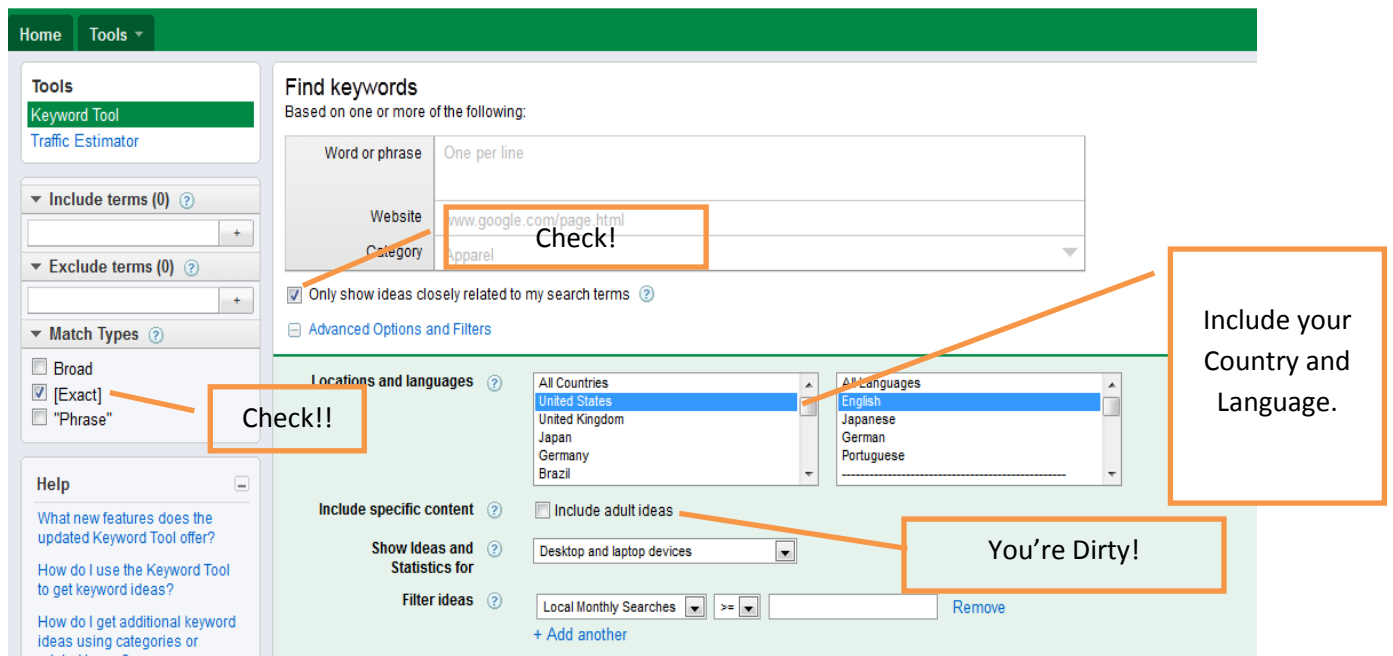 Home Tools
Tools
Keyword Tool
Traffic Estimator
Include terms (0) ?
+
Exclude terms (0) ?
+
Match Types ?
Broad
[Exact]
"Phrase"
Check!!
Help
What new features does the
updated Keyword Tool offer?
How do I use the Keyword Tool
to get keyword ideas?
How do I get additional keyword
ideas using categories or
Find keywords
Based on one or more of the following:
Word or phrase One per line
Website www.google.com/page.html
Check!
Category Apparel
Only show ideas closely related to my search terms ?
Advanced Options and Filters
Locations and languages ?
All Countries
United States
United Kingdom
Japan
Germany
Brazil
All Languages
English
Japanese
German
Portuguese
Include your
Country and
Language.
Include specific content ? Include adult ideas
You’re Dirty!
Show Ideas and ? Desktop and laptop devices
Statistics for
Filter ideas ? Local Monthly Searches >= Remove
+ Add another